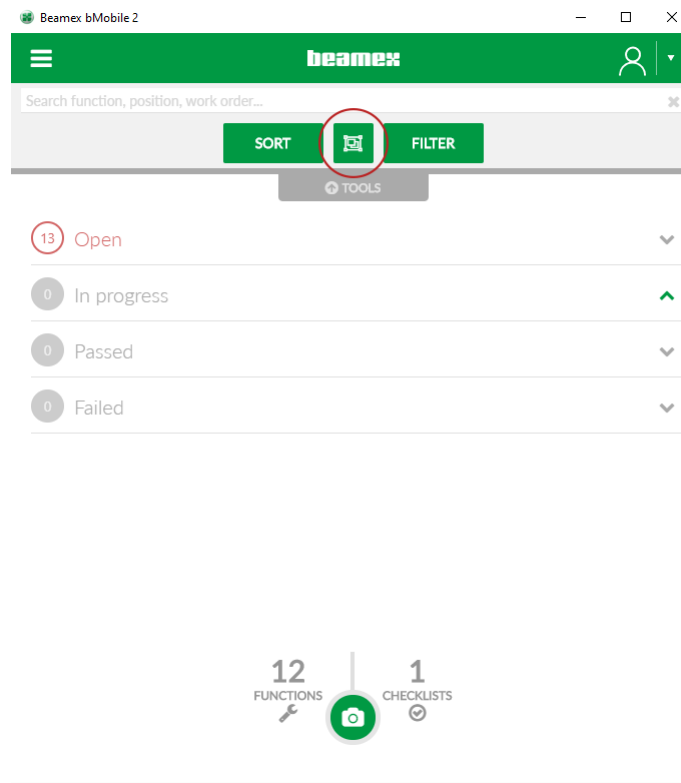 Beamex bMobile 2
beamex
Search function, position, work order...
SORT
FILTER
TOOLS
13 Open
0 In progress
0 Passed
0 Failed
12 1
FUNCTIONS CHECKLISTS